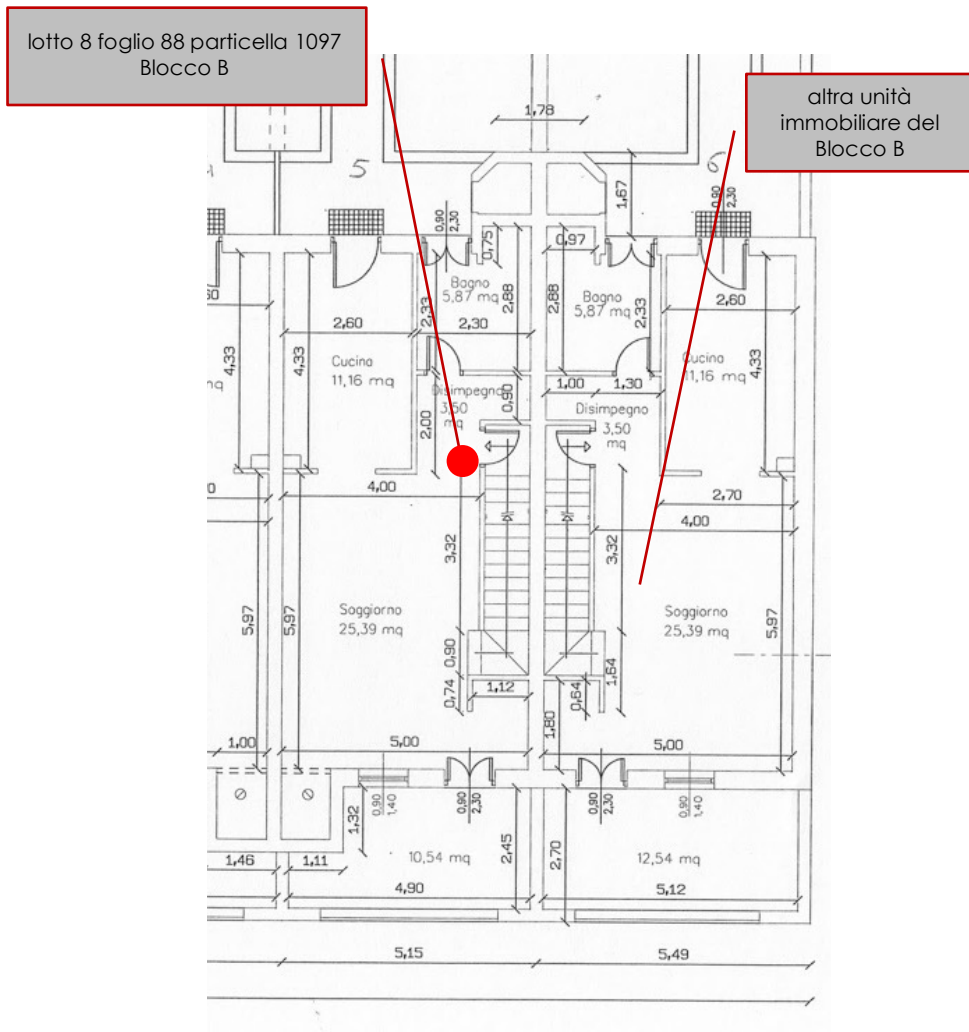 lotto 8 foglio 88 particella 1097
Blocco B
altra unità
immobiliare del
Blocco B
1,78
5
6
1,67
0,90
2,30
0,90
2,30
0,75
0,97
Bagno
5,87 mq
Bagno
5,87 mq
2,33
2,88
2,88
2,33
60
2,60
2,30
2,60
4,33
4,33
Cucina
11,16 mq
Cucina
11,16 mq
4,33
mq
Disimpegno
3,50
mq
0,90
1,00
1,30
Disimpegno
3,50
mq
2,00
0
4,00
2,70
4,00
3,32
3,32
5,97
5,97
Soggiorno
25,39 mq
Soggiorno
25,39 mq
5,97
0,90
0,74
1,12
0,64
1,64
1,80
1,00
5,00
5,00
0,90
1,40
0,90
2,30
0,90
2,30
0,90
1,40
1,32
10,54 mq
2,45
2,70
12,54 mq
1,46
1,11
4,90
5,12
5,15
5,49